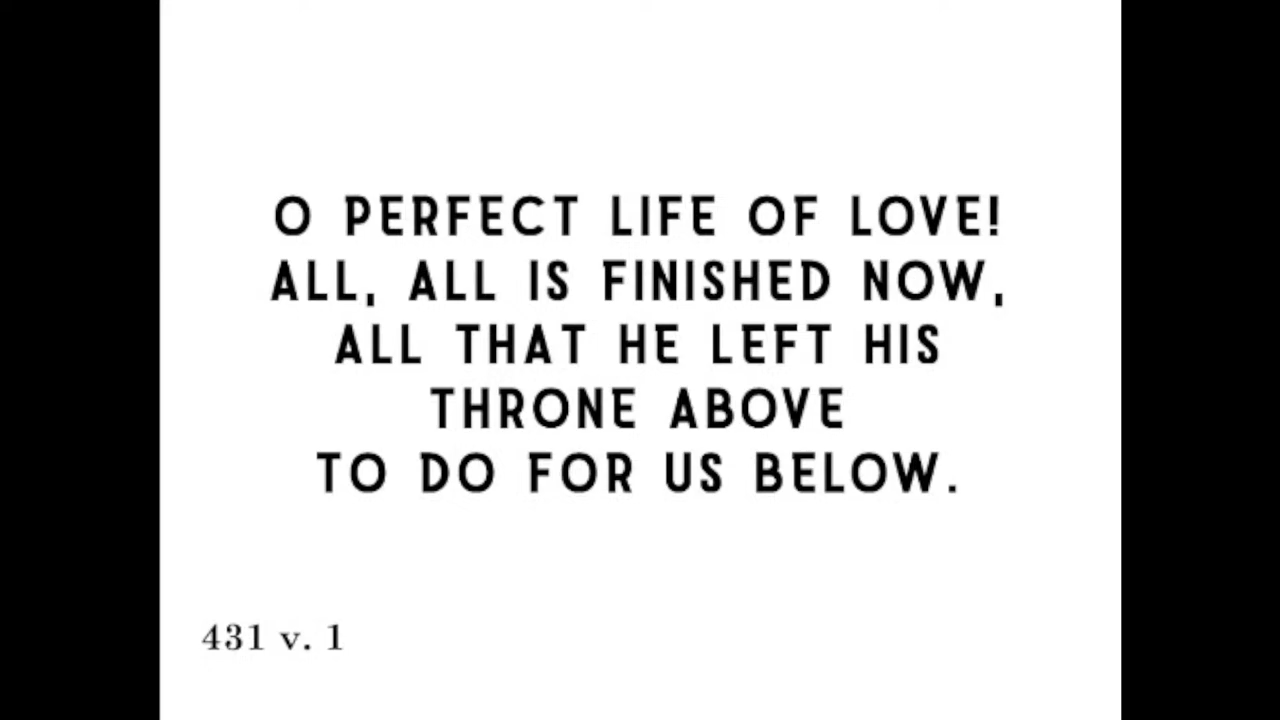 O PERFECT LIFE OF LOVE!
ALL, ALL IS FINISHED NOW,
ALL THAT HE LEFT HIS
THRONE ABOVE
TO DO FOR US BELOW.
431 v. 1